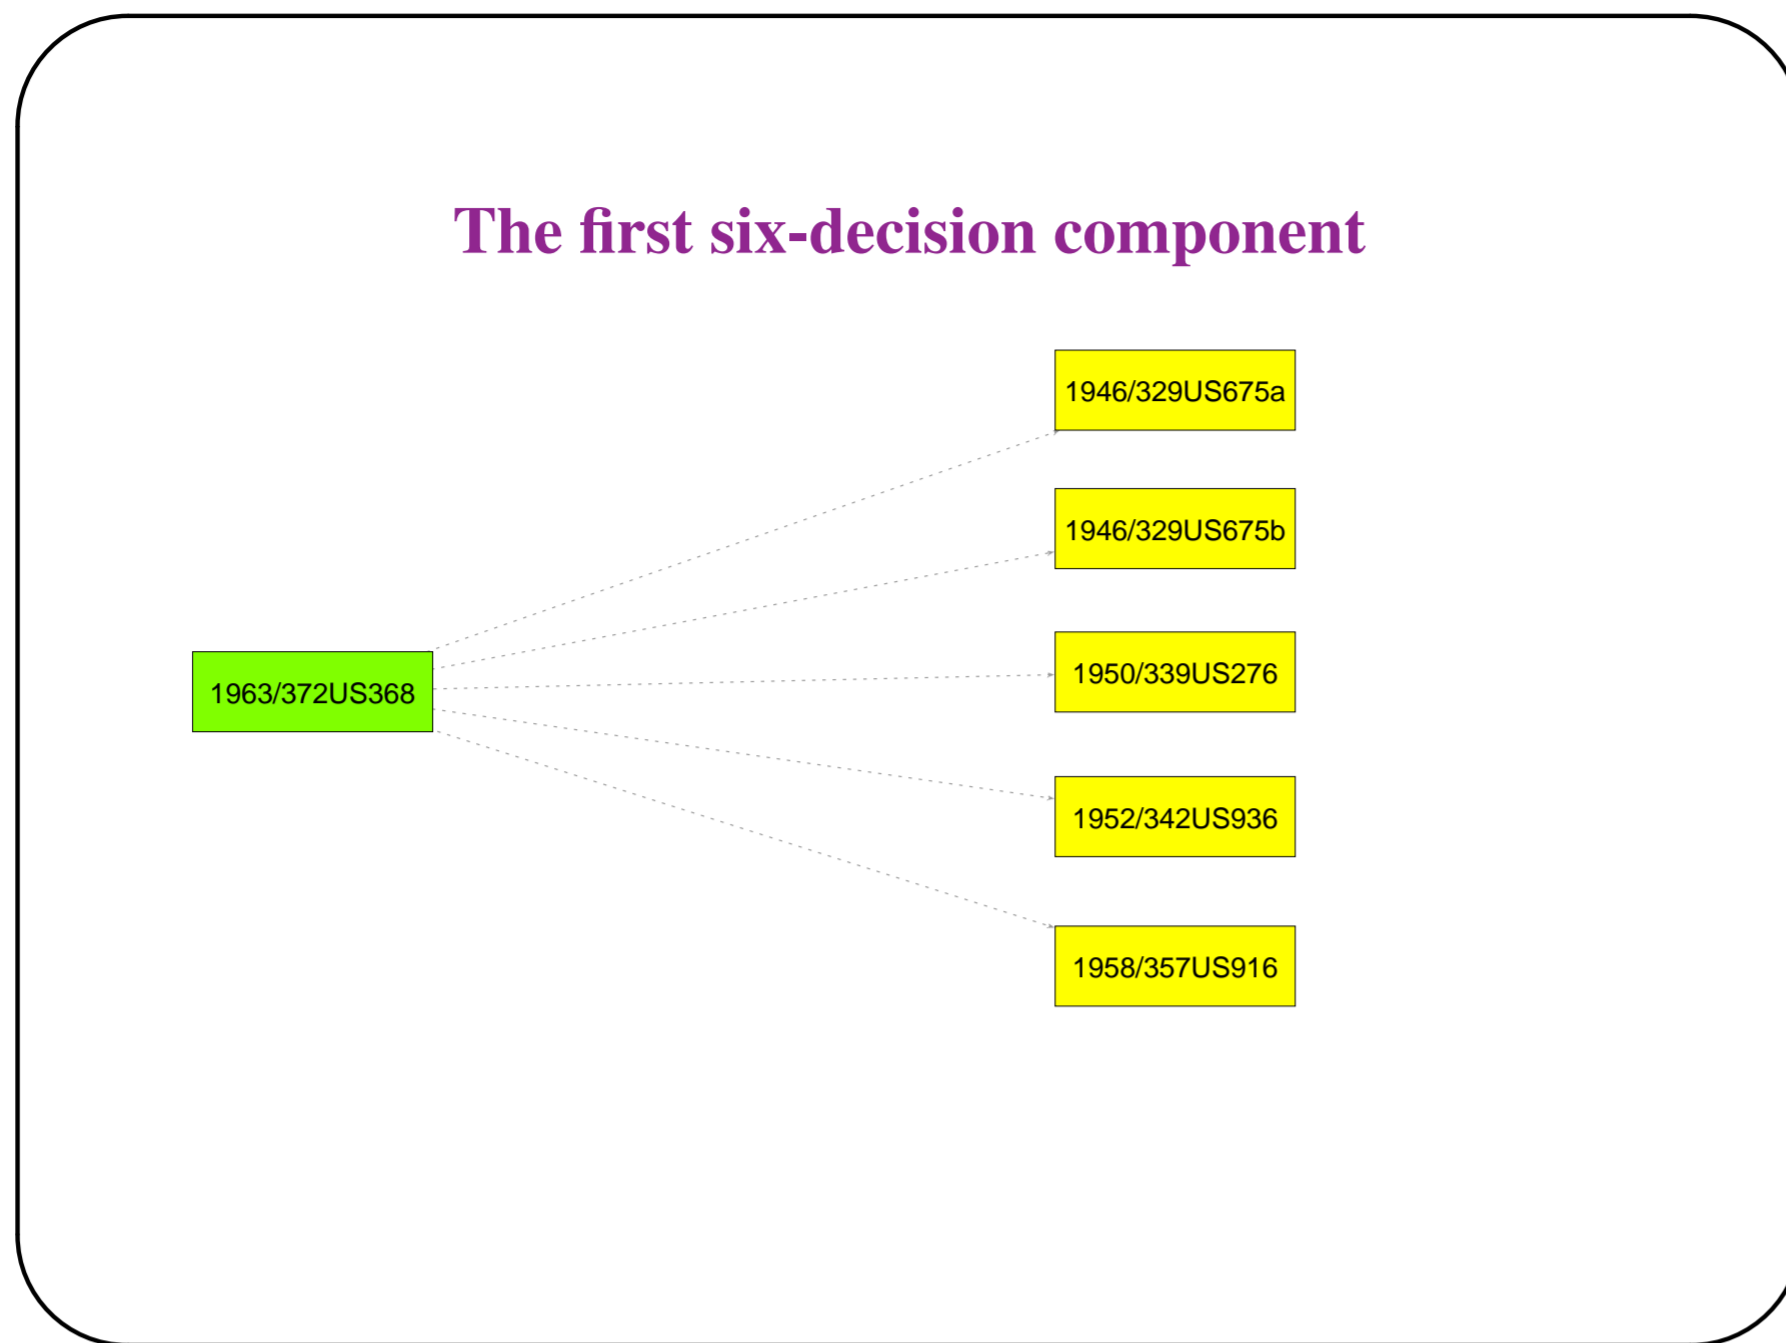 The first six-decision component
1946/329US675a
1946/329US675b
1963/372US368
1950/339US276
1952/342US936
1958/357US916